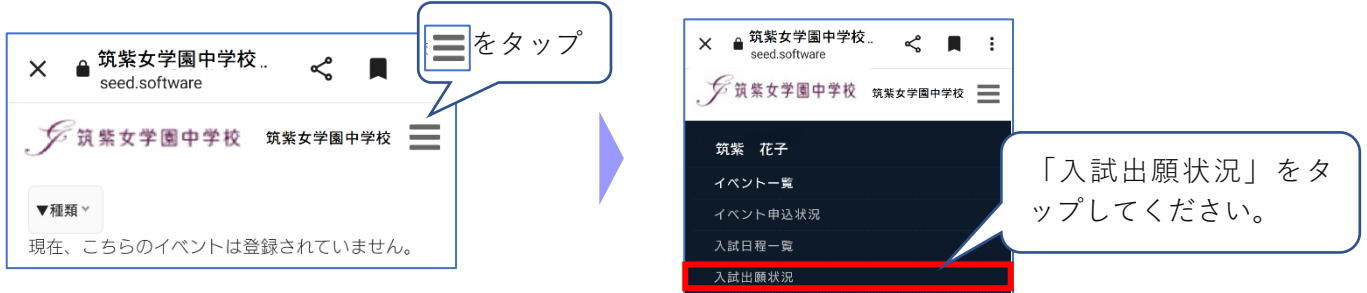 ≡をタップ
筑紫女学園中学校..
seed.software
筑紫女学園中学校 筑紫女学園中学校
▼種類
現在、こちらのイベントは登録されていません。
筑紫女学園中学校..
seed.software
筑紫女学園中学校 筑紫女学園中学校
筑紫 花子
イベント一覧
イベント申込状況
入試日程一覧
入試出願状況
「入試出願状況」をタ
ップしてください。